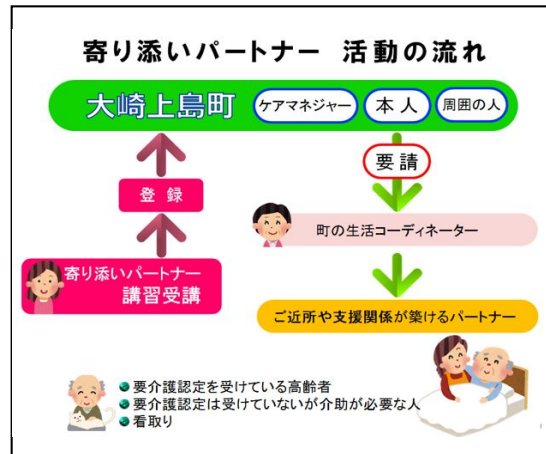 寄り添いパートナー 活動の流れ
大崎上島町 ケアマネジャー 本人 周囲の人
要請
登録
町の生活コーディネーター
寄り添いパートナー
講習受講
ご近所や支援関係が築けるパートナー
要介護認定を受けている高齢者
要介護認定は受けていないが介助が必要な人
看取り